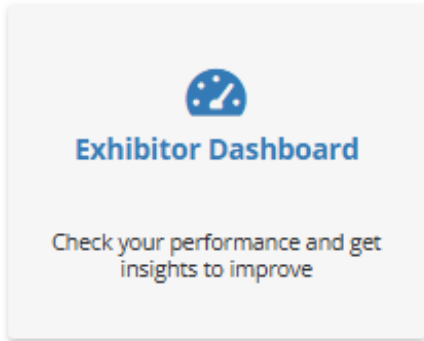 Exhibitor Dashboard
Check your performance and get
insights to improve